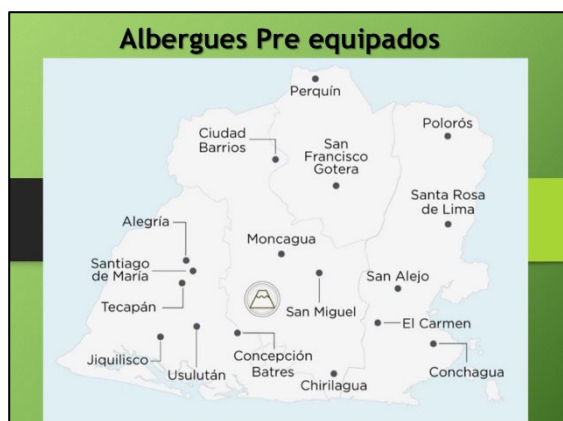 Albergues Pre equipados
Perquín
Ciudad
Barrios
San
Francisco
Gotera
Polorós
Santa Rosa
de Lima
Alegría
Santiago
de María
Tecapán
Moncagua
San Miguel
San Alejo
El Carmen
Jiquilisco
Usulután
Concepción
Batres
Chirilagua
Conchagua